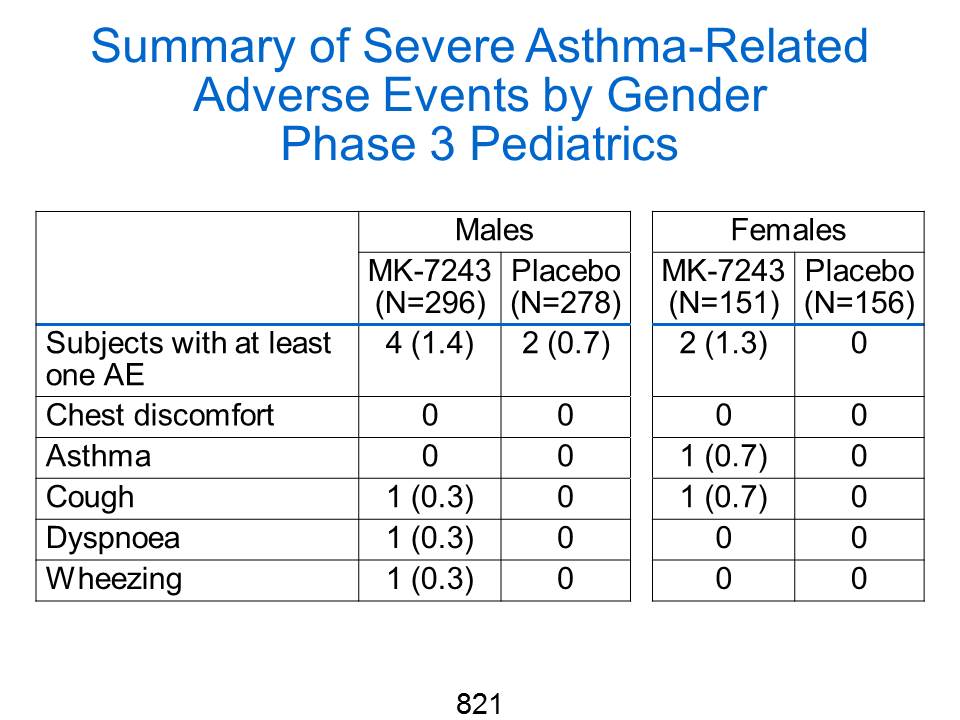 Summary of Severe Asthma-Related
Adverse Events by Gender
Phase 3 Pediatrics
Males Females
MK-7243 Placebo MK-7243 Placebo
(N=296) (N=278) (N=151) (N=156)
Subjects with at least 4 (1.4) 2 (0.7) 2 (1.3) 0
one AE
Chest discomfort 0 0 0 0
Asthma 0 0 1 (0.7) 0
Cough 1 (0.3) 0 1 (0.7) 0
Dyspnoea 1 (0.3) 0 0 0
Wheezing 1 (0.3) 0 0 0
821